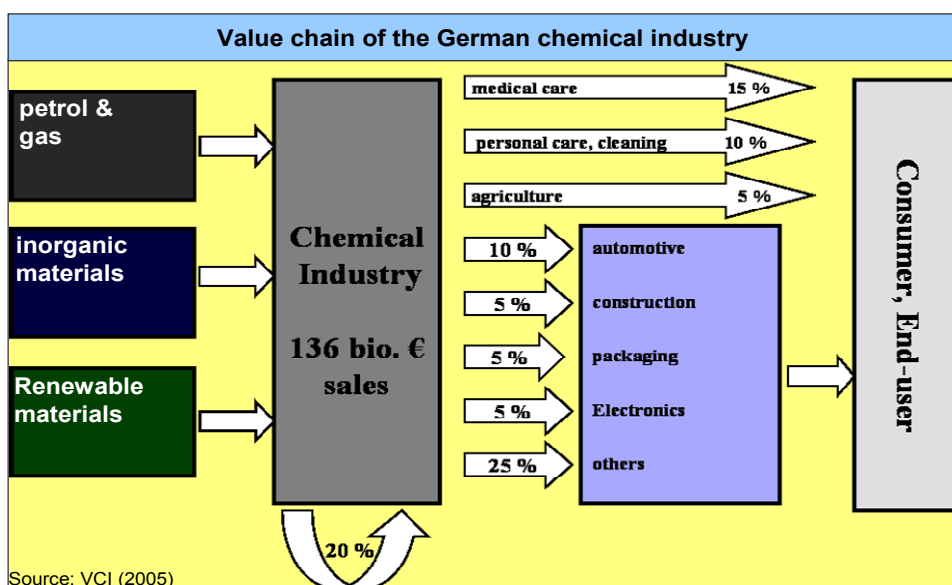 Value chain of the German chemical industry
petrol &
gas
inorganic
materials
Renewable
materials
Chemical
Industry
136 bio. €
sales
20 %
medical care 15 %
personal care, cleaning 10 %
agriculture 5 %
10 % automotive
5 % construction
5 % packaging
5 % Electronics
25 % others
Consumer, End-user
Source: VCI (2005)